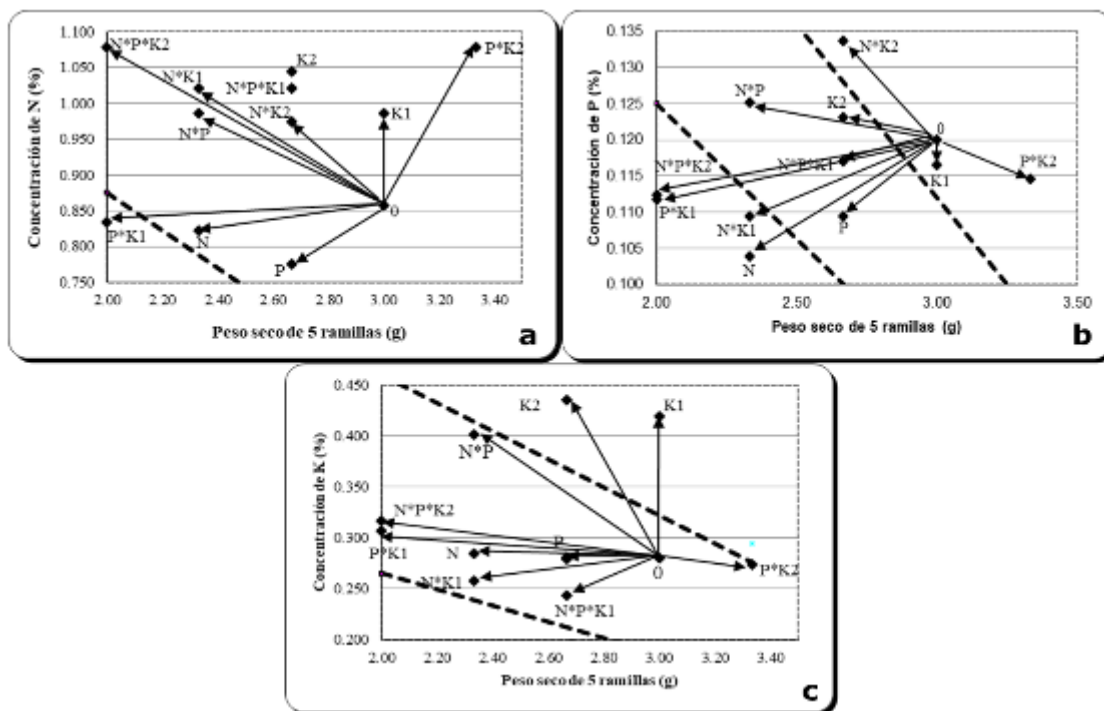 Concentración de N (%)
1.100
1.050
1.000
0.950
0.900
0.850
0.800
0.750
N*P*K2
P*K2
K2
N*K1
N*P*K1
N*K2
K1
N*P
0
P*K1
N
P
2.00 2.20 2.40 2.60 2.80 3.00 3.20 3.40
Peso seco de 5 ramillas (g)
a
Concentración de P (%)
0.135
0.130
0.125
0.120
0.115
0.110
0.105
0.100
N*K2
N*P
K2
0
N*P*K2
N*P*K1
P*K2
K1
P*K1
N*K1
P
N
2.00 2.50 3.00 3.50
Peso seco de 5 ramillas (g)
b
Concentración de K (%)
0.450
0.400
0.350
0.300
0.250
0.200
K2
K1
N*P
N*P*K2
P
P*K1
N
0
P*K2
N*K1
N*P*K1
2.00 2.20 2.40 2.60 2.80 3.00 3.20 3.40
Peso seco de 5 ramillas (g)
c